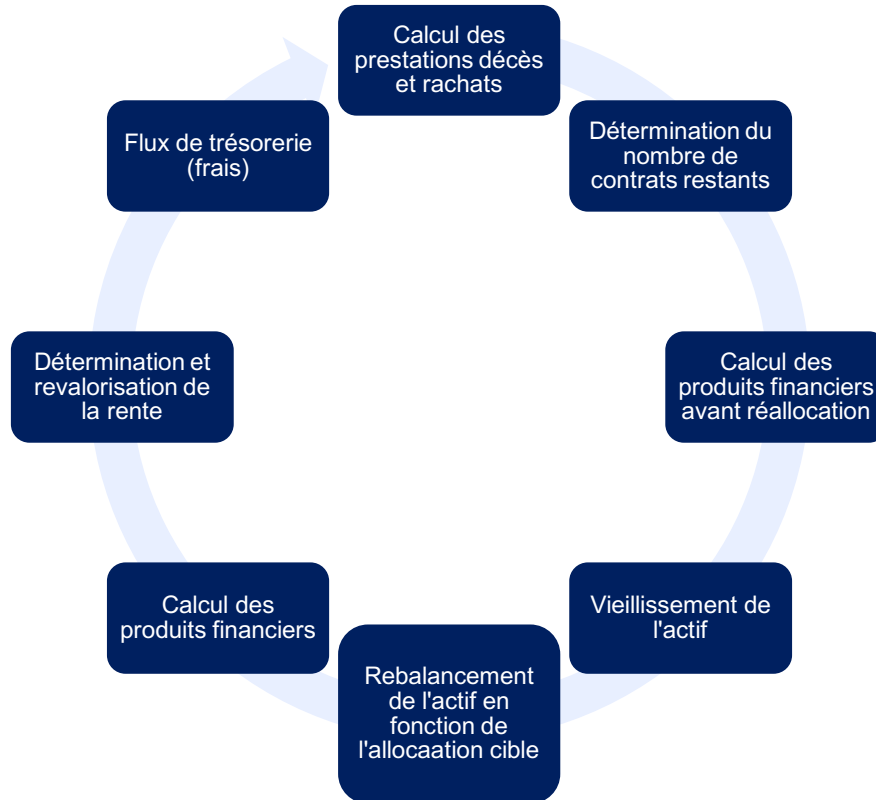 Calcul des
prestations décès
et rachats
Détermination du
nombre de
contrats restants
Calcul des
produits financiers
avant réallocation
Vieillissement de
l'actif
Rebalancement
de l'actif en
fonction de
l'allocaation cible
Calcul des
produits financiers
Détermination et
revalorisation de
la rente
Flux de trésorerie
(frais)